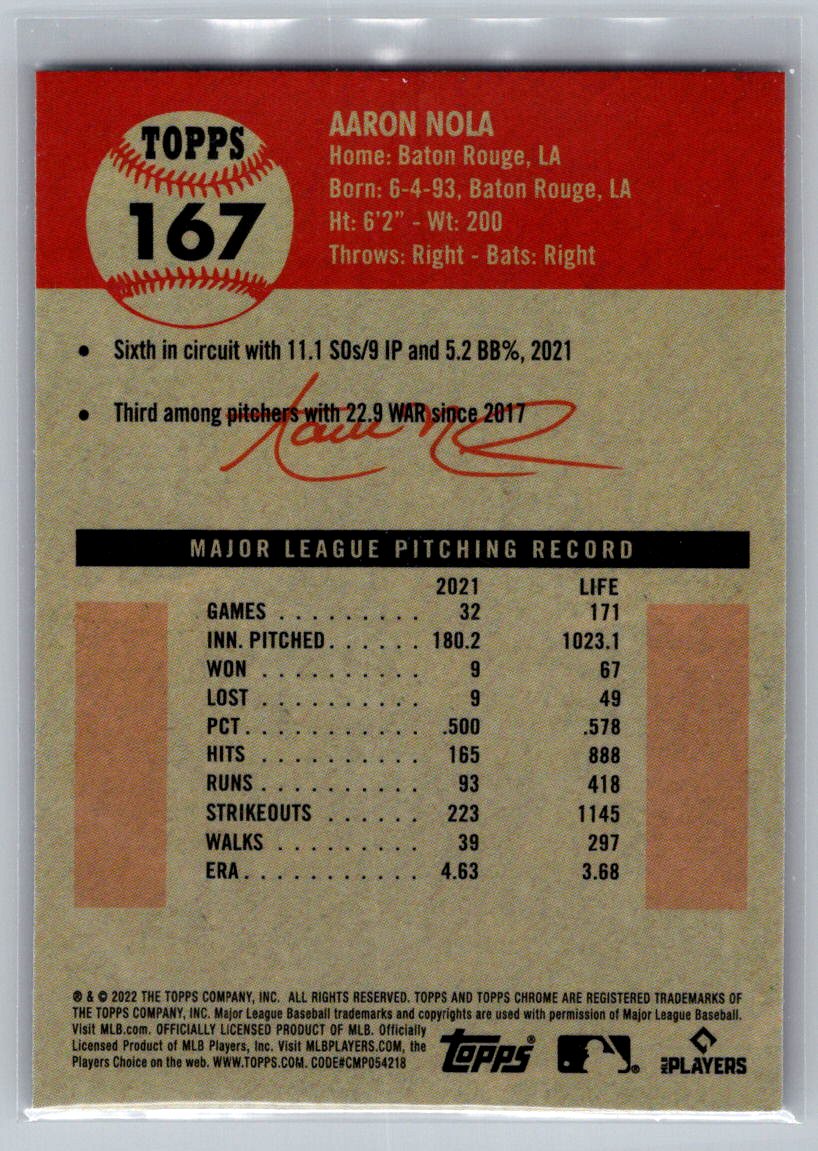 TOPPS
167
AARON NOLA
Home: Baton Rouge, LA
Born: 6-4-93, Baton Rouge, LA
Ht: 6'2" - Wt: 200
Throws: Right - Bats: Right
• Sixth in circuit with 11.1 SOs/9 IP and 5.2 BB%, 2021
• Third among pitchers with 22.9 WAR since 2017
Aaron Nola
MAJOR LEAGUE PITCHING RECORD
2021 LIFE
GAMES . . . . . . . . . . 32 171
INN. PITCHED. . . . . . 180.2 1023.1
WON . . . . . . . . . . 9 67
LOST . . . . . . . . . . 9 49
PCT. . . . . . . . . . . .500 .578
HITS . . . . . . . . . . . 165 888
RUNS . . . . . . . . . . 93 418
STRIKEOUTS . . . . . . 223 1145
WALKS . . . . . . . . . 39 297
ERA. . . . . . . . . . . 4.63 3.68
® & © 2022 THE TOPPS COMPANY, INC. ALL RIGHTS RESERVED. TOPPS AND TOPPS CHROME ARE REGISTERED TRADEMARKS OF
THE TOPPS COMPANY, INC. Major League Baseball trademarks and copyrights are used with permission of Major League Baseball.
Visit MLB.com. OFFICIALLY LICENSED PRODUCT OF MLB. Officially
Licensed Product of MLB Players, Inc. Visit MLBPLAYERS.COM, the
Players Choice on the web. WWW.TOPPS.COM. CODE#CMP054218
Topps® ® MLB PLAYERS